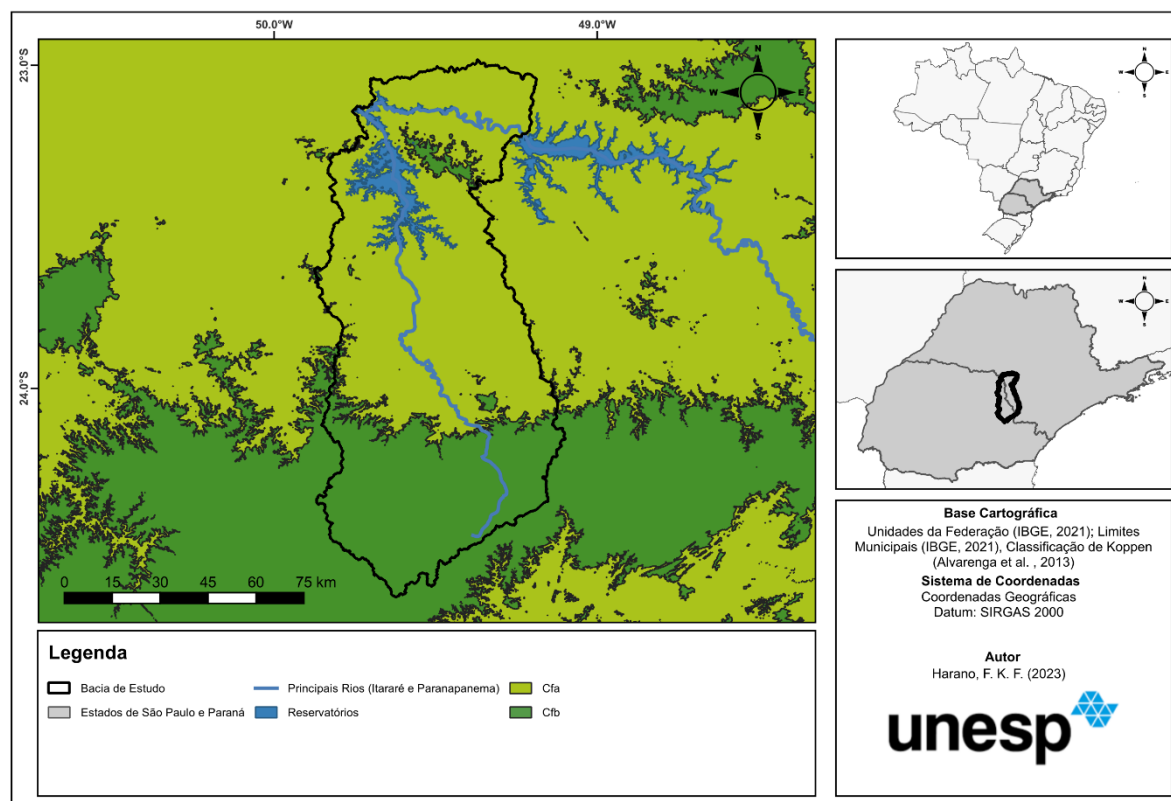 50.0°W
49.0°W
23.0°S
24.0°S
N
W
E
S
0 15 30 45 60 75 km
N
W
E
S
N
W
E
S
Legenda
Bacia de Estudo
Estados de São Paulo e Paraná
Principais Rios (Itararé e Paranapanema)
Reservatórios
Cfa
Cfb
Base Cartográfica
Unidades da Federação (IBGE, 2021); Limites
Municipais (IBGE, 2021), Classificação de Koppen
(Alvarenga et al. , 2013)
Sistema de Coordenadas
Coordenadas Geográficas
Datum: SIRGAS 2000
Autor
Harano, F. K. F. (2023)
unesp